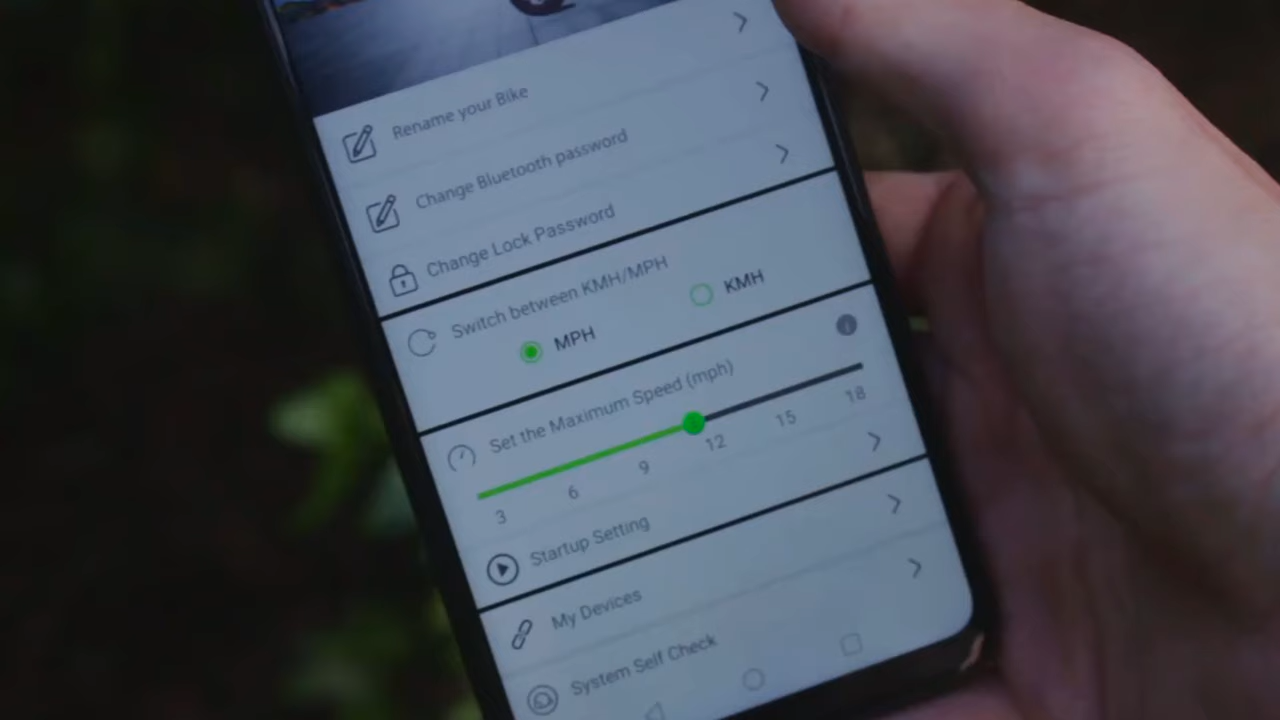 Rename your Bike
Change Bluetooth password
Change Lock Password
Switch between KMH/MPH
MPH
KMH
Set the Maximum Speed (mph)
3 6 9 12 15 18
Startup Setting
My Devices
System Self Check